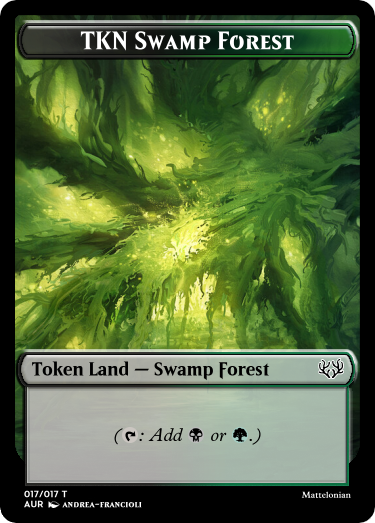 TKN Swamp Forest
Token Land — Swamp Forest
(: Add or .)
017/017 T
AUR ANDREA-FRANCIOLI
Mattelonian